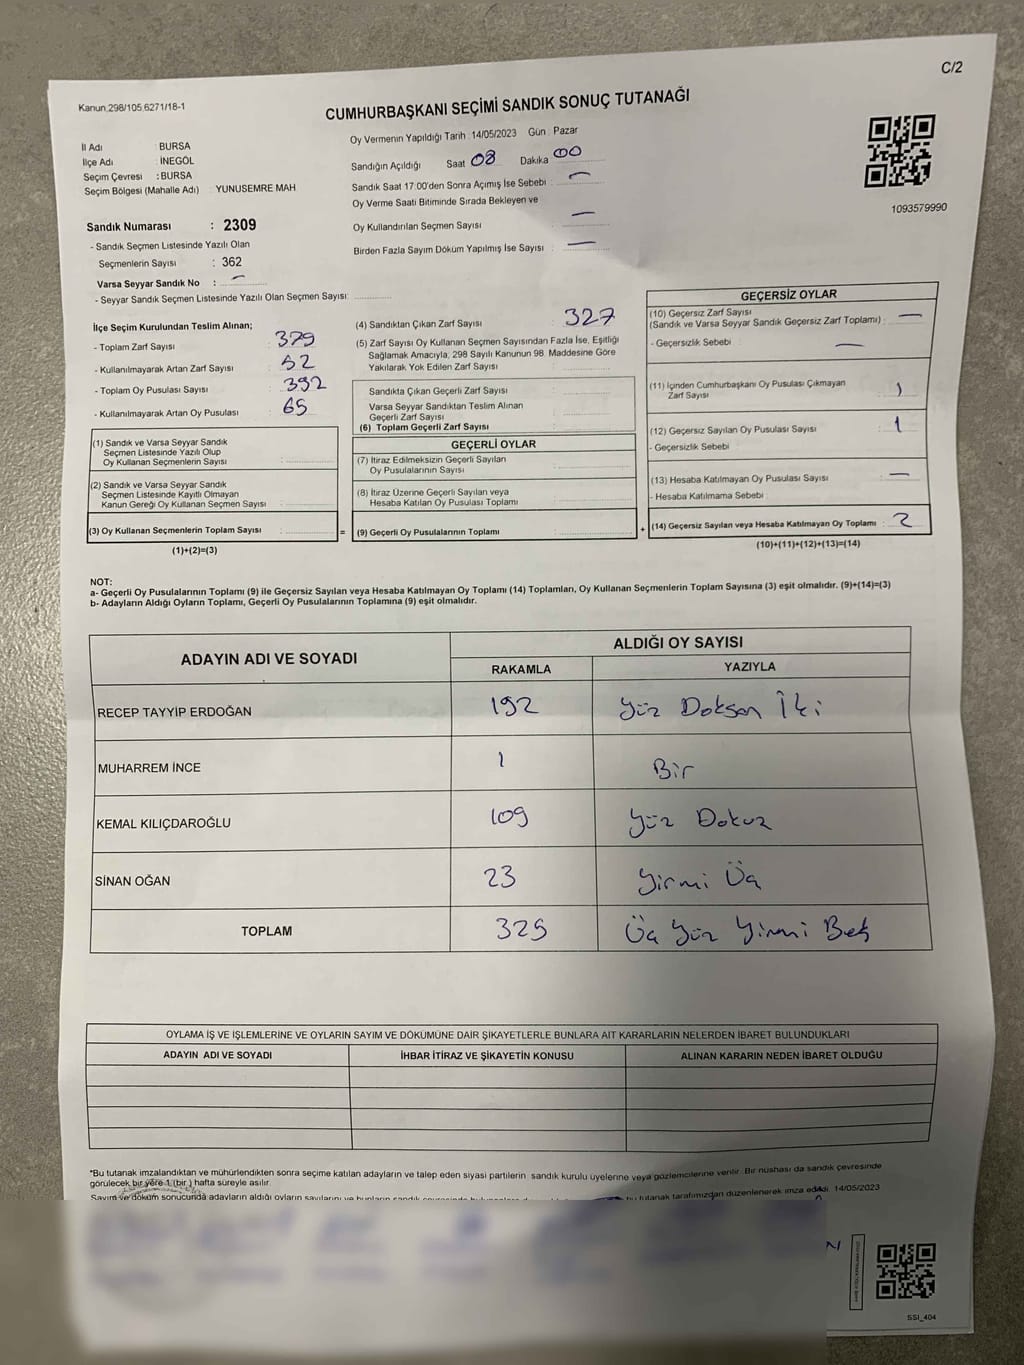 C/2
Kanun 298/105 6271/18-1
CUMHURBAŞKANI SEÇİMİ SANDIK SONUÇ TUTANAĞI
İl Adı : BURSA
İlçe Adı : İNEGÖL
Seçim Çevresi : BURSA
Seçim Bölgesi (Mahalle Adı) : YUNUSEMRE MAH
Sandık Numarası : 2309
- Sandık Seçmen Listesinde Yazılı Olan
Seçmenlerin Sayısı : 362
Varsa Seyyar Sandık No : —
- Seyyar Sandık Seçmen Listesinde Yazılı Olan Seçmen Sayısı:
Oy Vermenin Yapıldığı Tarih : 14/05/2023 Gün : Pazar
Sandığın Açıldığı Saat 08 Dakika 00
Sandık Saat 17:00'den Sonra Açımış İse Sebebi : —
Oy Verme Saati Bitiminde Sırada Bekleyen ve
Oy Kullandırılan Seçmen Sayısı : —
Birden Fazla Sayım Döküm Yapılmış İse Sayısı : —
1093579990
İlçe Seçim Kurulundan Teslim Alınan;
- Toplam Zarf Sayısı : 379
- Kullanılmayarak Artan Zarf Sayısı : 52
- Toplam Oy Pusulası Sayısı : 392
- Kullanılmayarak Artan Oy Pusulası : 65
(1) Sandık ve Varsa Seyyar Sandık
Seçmen Listesinde Yazılı Olup
Oy Kullanan Seçmenlerin Sayısı :
(2) Sandık ve Varsa Seyyar Sandık
Seçmen Listesinde Kayıtlı Olmayan
Kanun Gereği Oy Kullanan Seçmen Sayısı :
(3) Oy Kullanan Seçmenlerin Toplam Sayısı : =
(1)+(2)=(3)
(4) Sandıktan Çıkan Zarf Sayısı : 327
(5) Zarf Sayısı Oy Kullanan Seçmen Sayısından Fazla İse, Eşitliği
Sağlamak Amacıyla, 298 Sayılı Kanunun 98. Maddesine Göre
Yakılarak Yok Edilen Zarf Sayısı :
Sandıkta Çıkan Geçerli Zarf Sayısı :
Varsa Seyyar Sandıktan Teslim Alınan
Geçerli Zarf Sayısı :
(6) Toplam Geçerli Zarf Sayısı :
GEÇERLİ OYLAR
(7) İtiraz Edilmeksizin Geçerli Sayılan
Oy Pusulalarının Sayısı :
(8) İtiraz Üzerine Geçerli Sayılan veya
Hesaba Katılan Oy Pusulası Toplamı :
(9) Geçerli Oy Pusulalarının Toplamı : +
GEÇERSİZ OYLAR
(10) Geçersiz Zarf Sayısı
(Sandık ve Varsa Seyyar Sandık Geçersiz Zarf Toplamı) : —
- Geçersizlik Sebebi : —
(11) İçinden Cumhurbaşkanı Oy Pusulası Çıkmayan
Zarf Sayısı : 1
(12) Geçersiz Sayılan Oy Pusulası Sayısı : 1
- Geçersizlik Sebebi :
(13) Hesaba Katılmayan Oy Pusulası Sayısı : —
- Hesaba Katılmama Sebebi :
(14) Geçersiz Sayılan veya Hesaba Katılmayan Oy Toplamı : 2
(10)+(11)+(12)+(13)=(14)
NOT:
a- Geçerli Oy Pusulalarının Toplamı (9) ile Geçersiz Sayılan veya Hesaba Katılmayan Oy Toplamı (14) Toplamları, Oy Kullanan Seçmenlerin Toplam Sayısına (3) eşit olmalıdır. (9)+(14)=(3)
b- Adayların Aldığı Oyların Toplamı, Geçerli Oy Pusulalarının Toplamına (9) eşit olmalıdır.
ADAYIN ADI VE SOYADI ALDIĞI OY SAYISI
RAKAMLA YAZIYLA
RECEP TAYYİP ERDOĞAN 192 Yüz Doksan İki
MUHARREM İNCE 1 Bir
KEMAL KILIÇDAROĞLU 109 Yüz Dokuz
SİNAN OĞAN 23 Yirmi Üç
TOPLAM 325 Üç Yüz Yirmi Beş
OYLAMA İŞ VE İŞLEMLERİNE VE OYLARIN SAYIM VE DÖKÜMÜNE DAİR ŞİKAYETLERLE BUNLARA AİT KARARLARIN NELERDEN İBARET BULUNDUKLARI
ADAYIN ADI VE SOYADI İHBAR İTİRAZ VE ŞİKAYETİN KONUSU ALINAN KARARIN NEDEN İBARET OLDUĞU
*Bu tutanak imzalandıktan ve mühürlendikten sonra seçime katılan adayların ve talep eden siyasi partilerin sandık kurulu üyelerine veya gözlemcilerine verilir. Bir nüshası da sandık çevresinde
görülecek bir yere 1 (bir ) hafta süreyle asılır.
Sayım ve döküm sonucunda adayların aldığı oyların sayılarını bu tutanak tarafımızdan düzenlenerek imza edildi. 14/05/2023
SSI_404